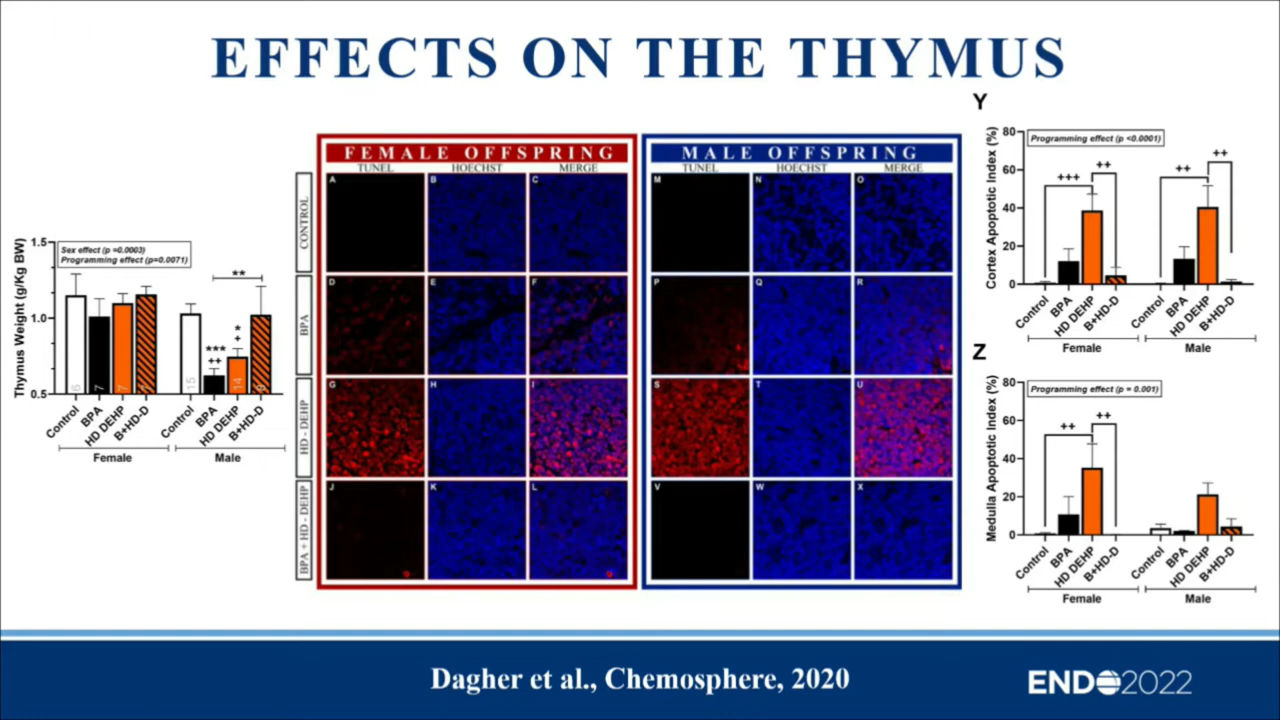 EFFECTS ON THE THYMUS
1.5
1.0
0.5
Thymus Weight (g/Kg BW)
Sex effect (p =0.0003)
Programming effect (p=0.0071)
**
***
++
*
+
6
7
7
15
14
Control
BPA
HD DEHP
B+HD-D
Control
BPA
HD DEHP
B+HD-D
Female
Male
FEMALE OFFSPRING
TUNEL HOECHST MERGE
MALE OFFSPRING
TUNEL HOECHST MERGE
CONTROL
A B C
M N O
BPA
D E F
P Q R
HD - DEHP
G H I
S T U
BPA + HD - DEHP
J K L
V W X
Y
Cortex Apoptotic Index (%)
80
60
40
20
0
Programming effect (p <0.0001)
+++
++
++
++
Control
BPA
HD DEHP
B+HD-D
Control
BPA
HD DEHP
B+HD-D
Female
Male
Z
Medulla Apoptotic Index (%)
80
60
40
20
0
Programming effect (p = 0.001)
++
++
Control
BPA
HD DEHP
B+HD-D
Control
BPA
HD DEHP
B+HD-D
Female
Male
Dagher et al., Chemosphere, 2020
ENDO2022